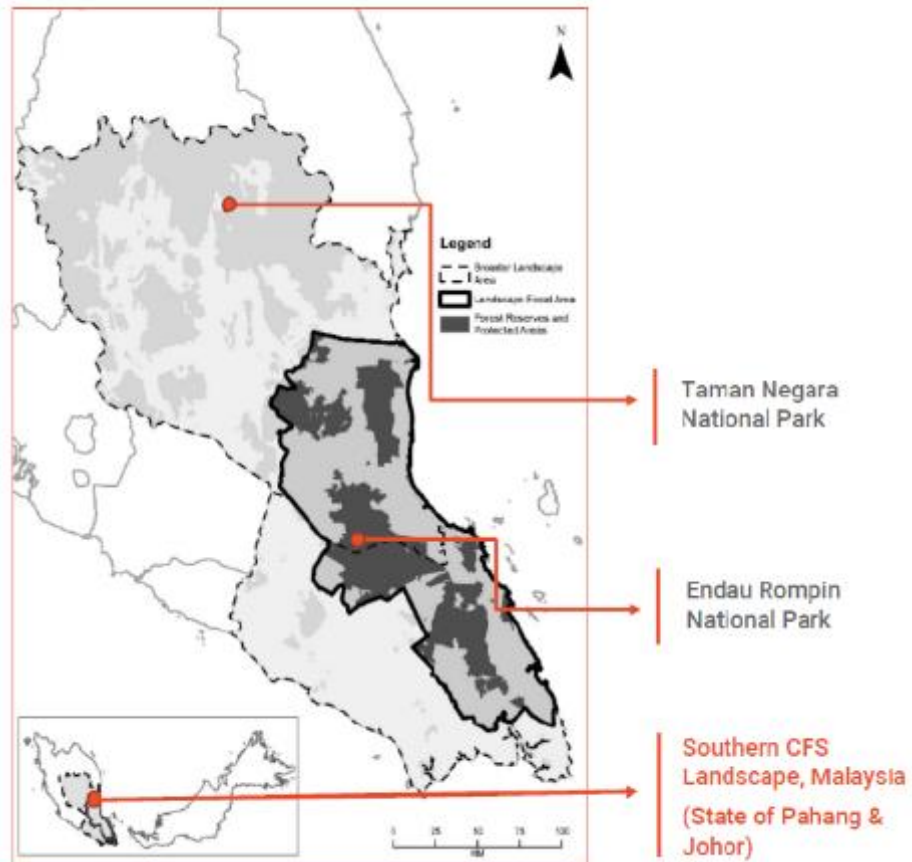 N
Legend
Broader Landscape
Area
Landscape Focal Area
Forest Reserves and
Protected Areas
Taman Negara
National Park
Endau Rompin
National Park
Southern CFS
Landscape, Malaysia
(State of Pahang &
Johor)
0 25 50 75 100